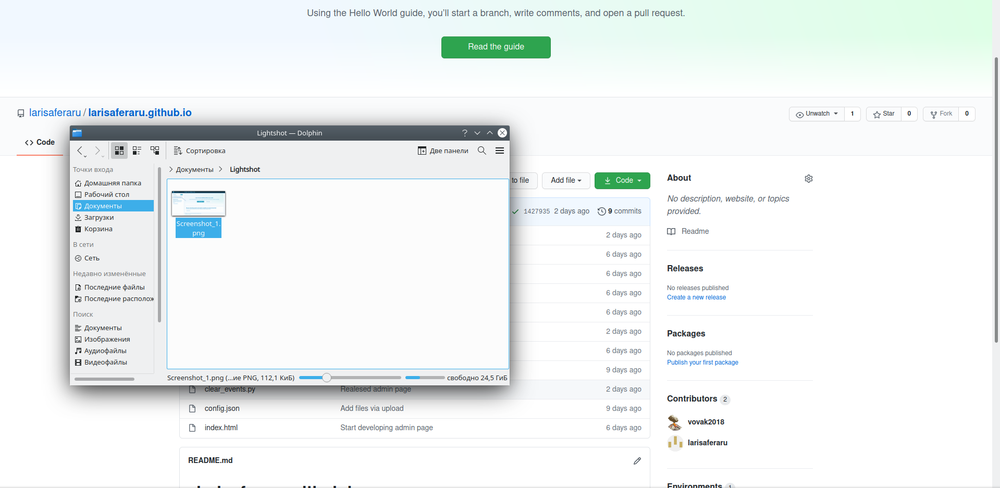 Using the Hello World guide, you’ll start a branch, write comments, and open a pull request.
Read the guide
larisaferaru / larisaferaru.github.io
Unwatch 1
Star 0
Fork 0
Code
Lightshot — Dolphin
Сортировка
Две панели
Точки входа
Домашняя папка
Рабочий стол
Документы
Загрузки
Корзина
В сети
Сеть
Недавно изменённые
Последние файлы
Последние располож
Поиск
Документы
Изображения
Аудиофайлы
Видеофайлы
Документы Lightshot
Screenshot_1.
png
Screenshot_1.png (...ие PNG, 112,1 КиБ)
свободно 24,5 ГиБ
to file
Add file
Code
1427935 2 days ago 9 commits
2 days ago
6 days ago
6 days ago
6 days ago
6 days ago
2 days ago
6 days ago
9 days ago
clear_events.py Realesed admin page 2 days ago
config.json Add files via upload 9 days ago
index.html Start developing admin page 6 days ago
README.md
About
No description, website, or topics
provided.
Readme
Releases
No releases published
Create a new release
Packages
No packages published
Publish your first package
Contributors 2
vovak2018
larisaferaru
Environments 1